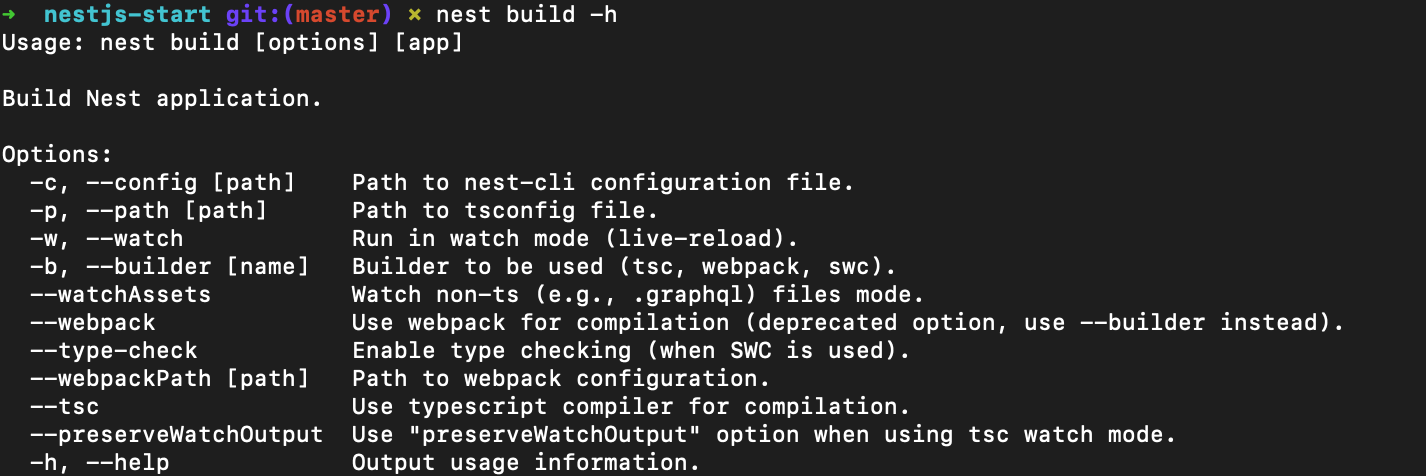 ➜  nestjs-start git:(master) ✗ nest build -h
Usage: nest build [options] [app]

Build Nest application.

Options:
  -c, --config [path]    Path to nest-cli configuration file.
  -p, --path [path]      Path to tsconfig file.
  -w, --watch            Run in watch mode (live-reload).
  -b, --builder [name]   Builder to be used (tsc, webpack, swc).
  --watchAssets          Watch non-ts (e.g., .graphql) files mode.
  --webpack              Use webpack for compilation (deprecated option, use --builder instead).
  --type-check           Enable type checking (when SWC is used).
  --webpackPath [path]   Path to webpack configuration.
  --tsc                  Use typescript compiler for compilation.
  --preserveWatchOutput  Use "preserveWatchOutput" option when using tsc watch mode.
  -h, --help             Output usage information.